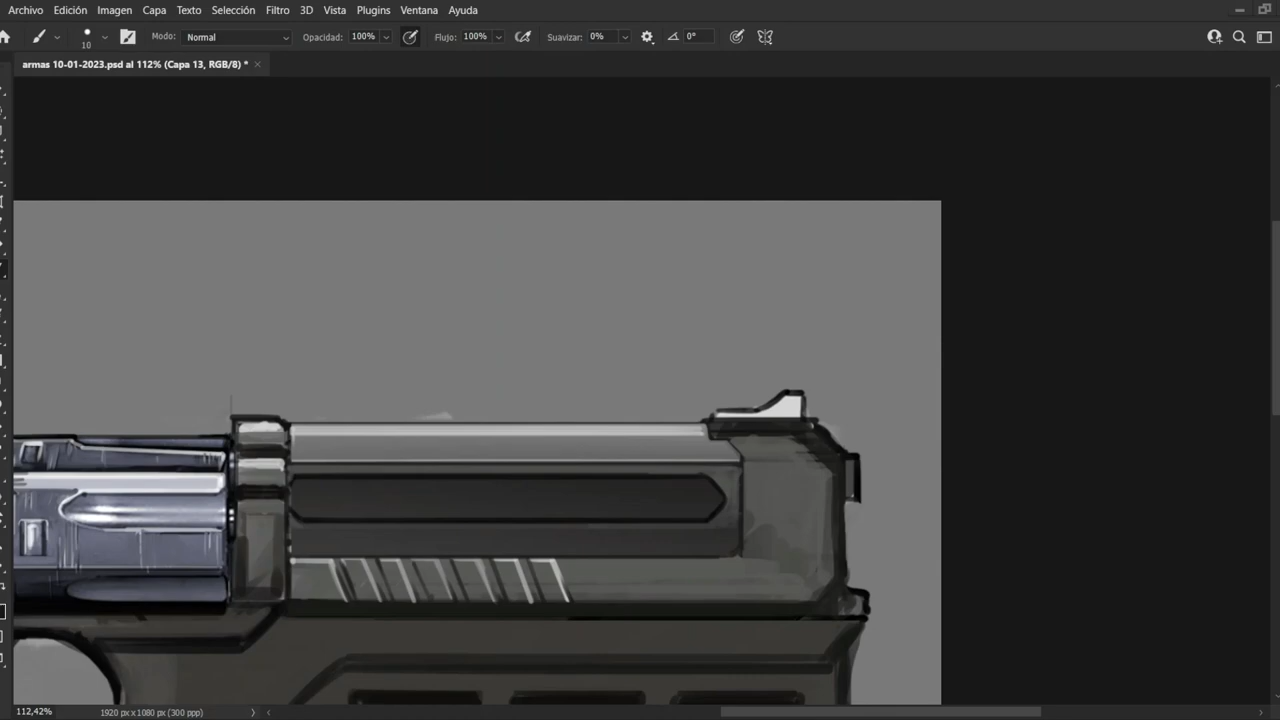 Archivo Edición Imagen Capa Texto Selección Filtro 3D Vista Plugins Ventana Ayuda
10 Modo: Normal Opacidad: 100% Flujo: 100% Suavizar: 0% 0°
armas 10-01-2023.psd al 112% (Capa 13, RGB/8) *
112,42% 1920 px x 1080 px (300 ppp)